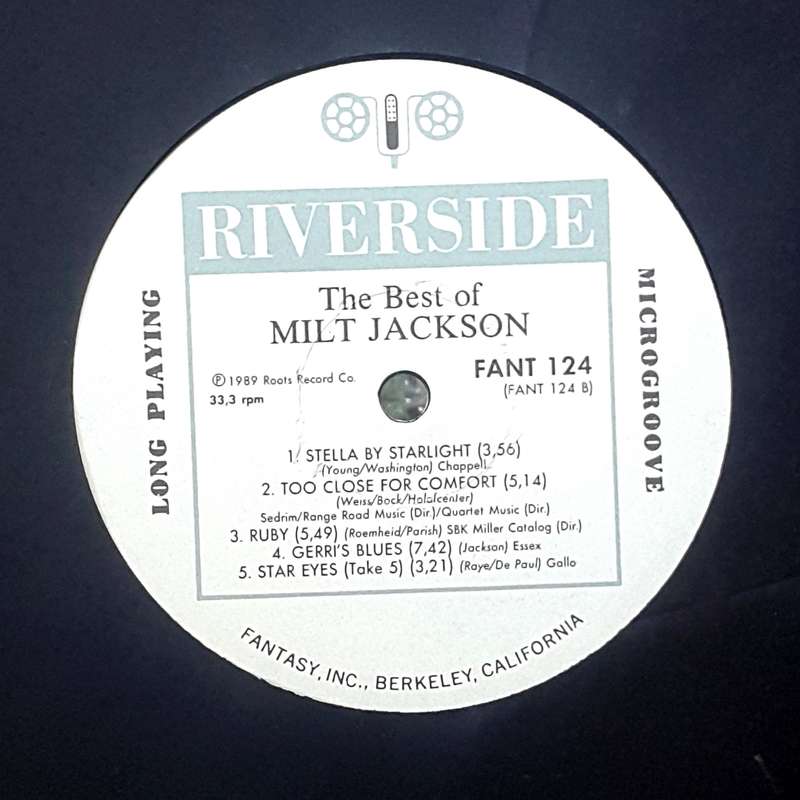 RIVERSIDE
The Best of
MILT JACKSON
FANT 124
(FANT 124 B)
Ⓟ 1989 Roots Record Co.
33,3 rpm
LONG PLAYING
MICROGROOVE
1. STELLA BY STARLIGHT (3,56)
(Young/Washington) Chappell
2. TOO CLOSE FOR COMFORT (5,14)
(Weiss/Bock/Holofcenter)
Sedrim/Range Road Music (Dir.)/Quartet Music (Dir.)
3. RUBY (5,49) (Roemheid/Parish) SBK Miller Catalog (Dir.)
4. GERRI'S BLUES (7,42) (Jackson) Essex
5. STAR EYES (Take 5) (3,21) (Raye/De Paul) Gallo
FANTASY, INC., BERKELEY, CALIFORNIA